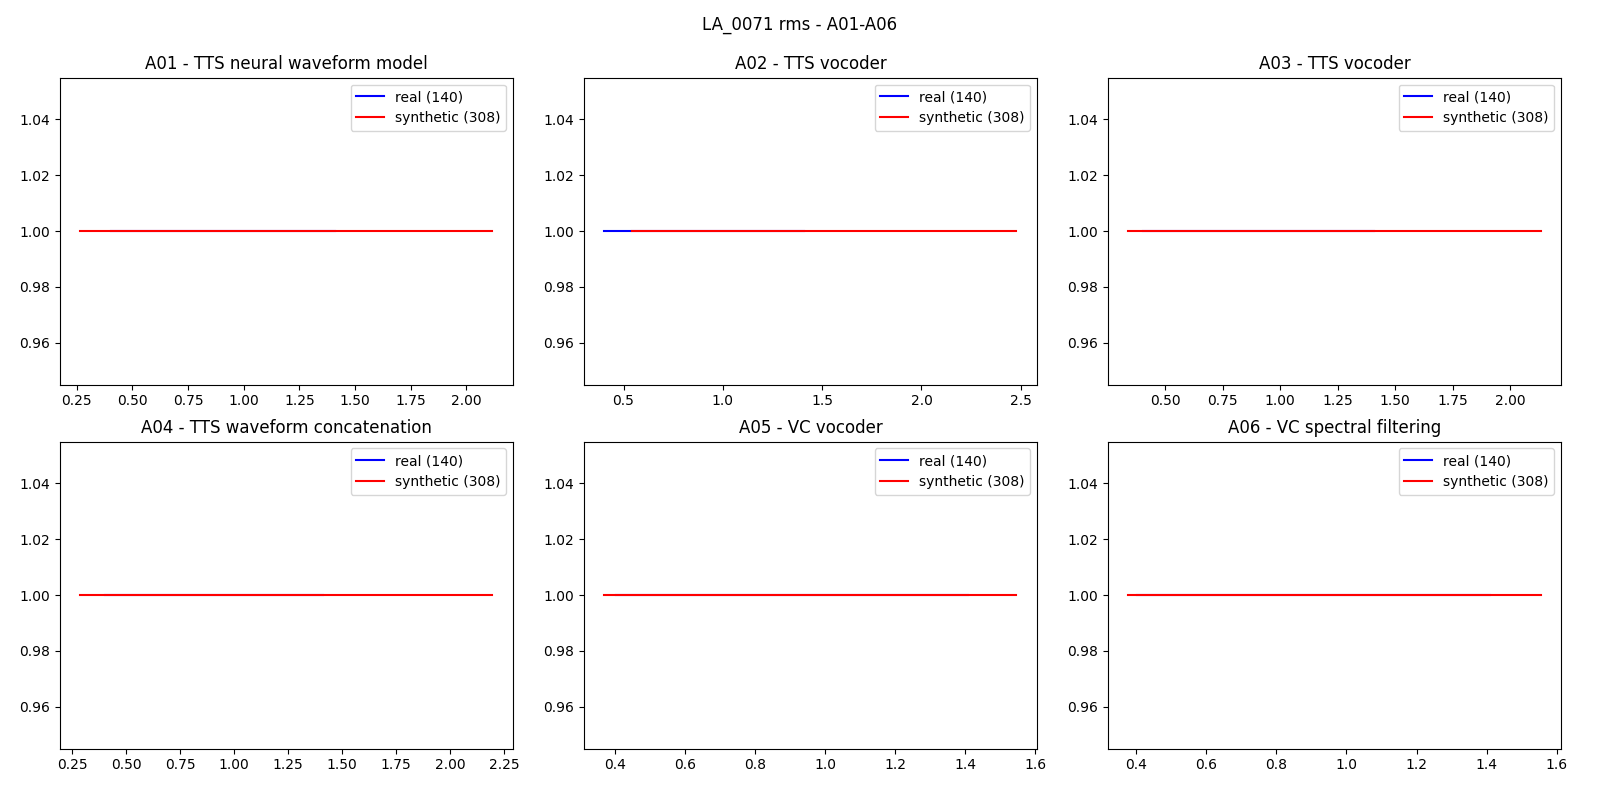 LA_0071 rms - A01-A06
A01 - TTS neural waveform model
real (140)
synthetic (308)
1.04
1.02
1.00
0.98
0.96
0.25 0.50 0.75 1.00 1.25 1.50 1.75 2.00
A02 - TTS vocoder
real (140)
synthetic (308)
1.04
1.02
1.00
0.98
0.96
0.5 1.0 1.5 2.0 2.5
A03 - TTS vocoder
real (140)
synthetic (308)
1.04
1.02
1.00
0.98
0.96
0.50 0.75 1.00 1.25 1.50 1.75 2.00
A04 - TTS waveform concatenation
real (140)
synthetic (308)
1.04
1.02
1.00
0.98
0.96
0.25 0.50 0.75 1.00 1.25 1.50 1.75 2.00 2.25
A05 - VC vocoder
real (140)
synthetic (308)
1.04
1.02
1.00
0.98
0.96
0.4 0.6 0.8 1.0 1.2 1.4 1.6
A06 - VC spectral filtering
real (140)
synthetic (308)
1.04
1.02
1.00
0.98
0.96
0.4 0.6 0.8 1.0 1.2 1.4 1.6